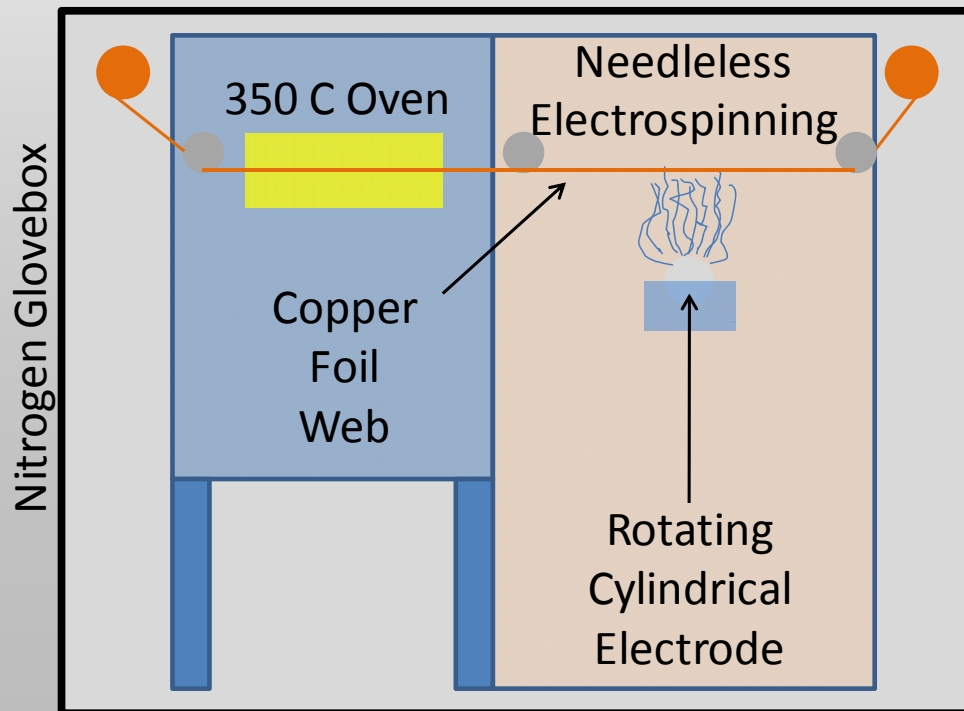 Nitrogen Glovebox
350 C Oven
Needleless
Electrospinning
Copper
Foil
Web
Rotating
Cylindrical
Electrode